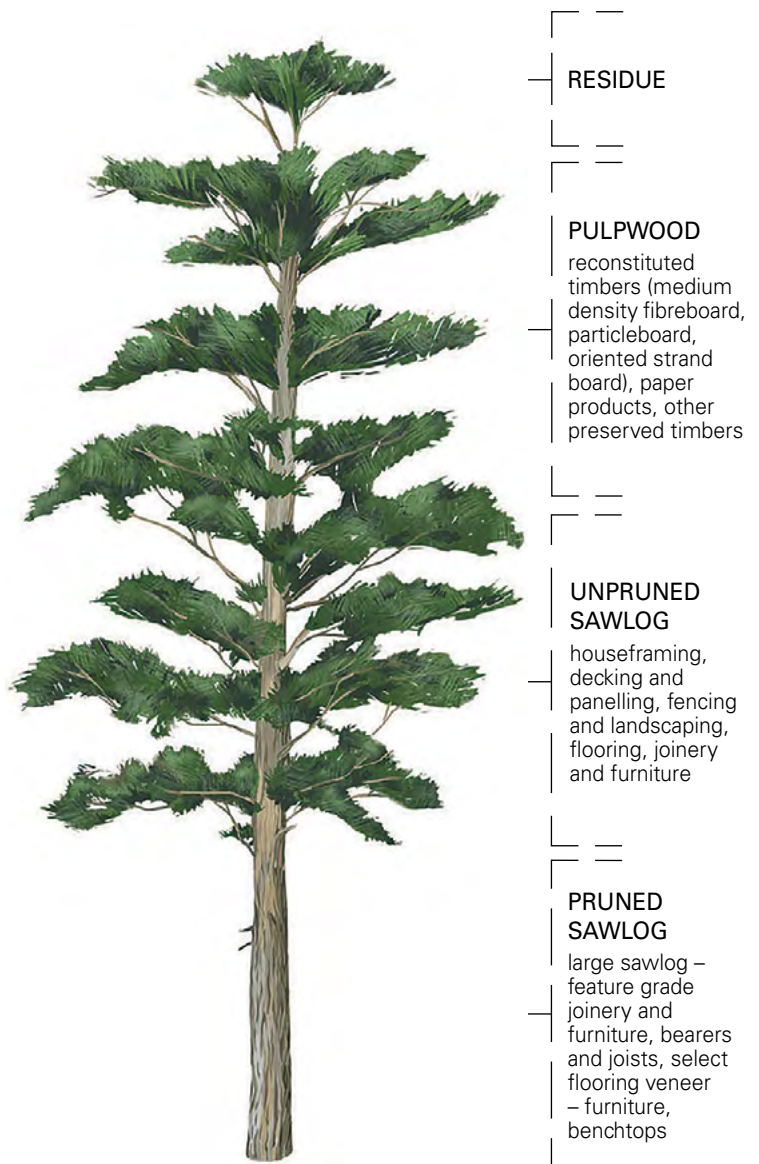 RESIDUE
PULPWOOD
reconstituted
timbers (medium
density fibreboard,
particleboard,
oriented strand
board), paper
products, other
preserved timbers
UNPRUNED
SAWLOG
houseframing,
decking and
panelling, fencing
and landscaping,
flooring, joinery
and furniture
PRUNED
SAWLOG
large sawlog –
feature grade
joinery and
furniture, bearers
and joists, select
flooring veneer
– furniture,
benchtops